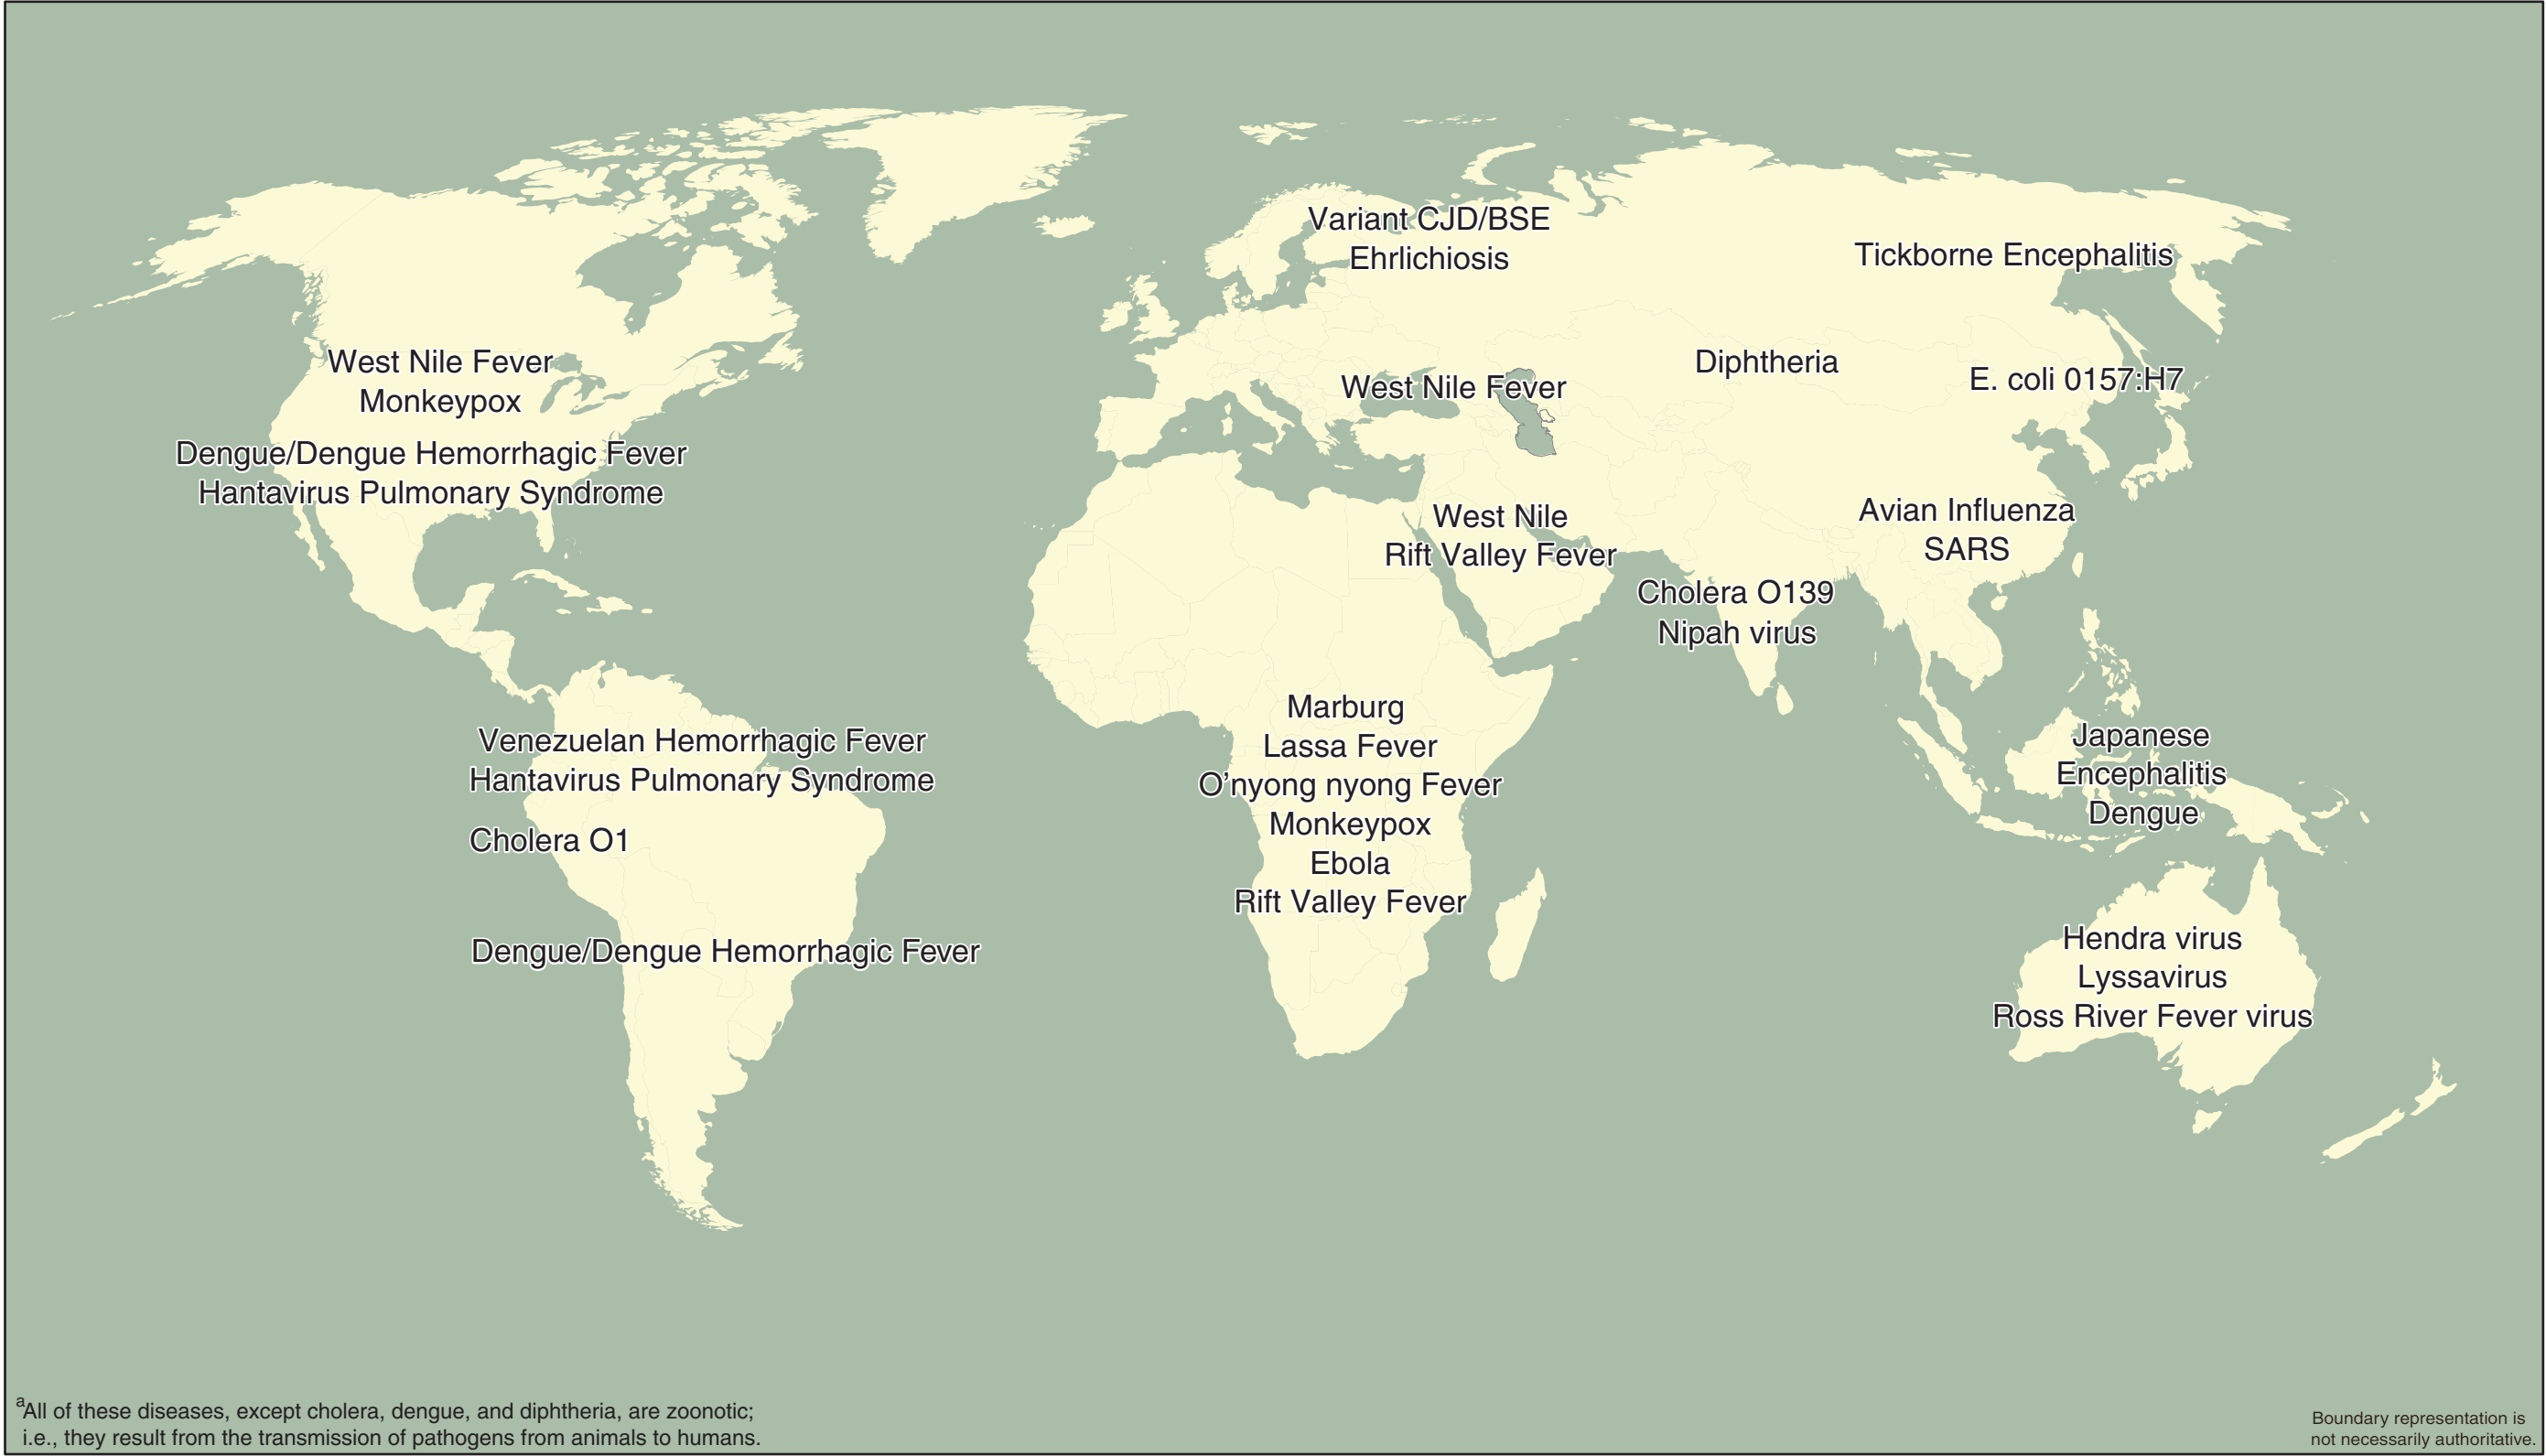 Variant CJD/BSE
Ehrlichiosis
Tickborne Encephalitis
West Nile Fever
Monkeypox
West Nile Fever
Diphtheria
E. coli 0157:H7
Dengue/Dengue Hemorrhagic Fever
Hantavirus Pulmonary Syndrome
West Nile
Rift Valley Fever
Avian Influenza
SARS
Cholera O139
Nipah virus
Venezuelan Hemorrhagic Fever
Hantavirus Pulmonary Syndrome
Cholera O1
Dengue/Dengue Hemorrhagic Fever
Marburg
Lassa Fever
O’nyong nyong Fever
Monkeypox
Ebola
Rift Valley Fever
Japanese
Encephalitis
Dengue
Hendra virus
Lyssavirus
Ross River Fever virus
aAll of these diseases, except cholera, dengue, and diphtheria, are zoonotic;
i.e., they result from the transmission of pathogens from animals to humans.
Boundary representation is
not necessarily authoritative.